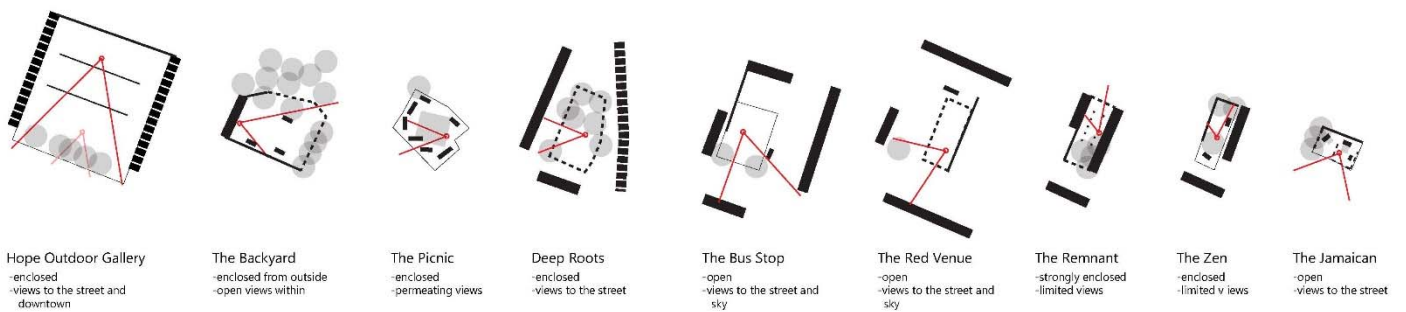 Hope Outdoor Gallery
-enclosed
-views to the street and
downtown
The Backyard
-enclosed from outside
-open views within
The Picnic
-enclosed
-permeating views
Deep Roots
-enclosed
-views to the street
The Bus Stop
-open
-views to the street and
sky
The Red Venue
-open
-views to the street and
sky
The Remnant
-strongly enclosed
-limited views
The Zen
-enclosed
-limited v iews
The Jamaican
-open
-views to the street